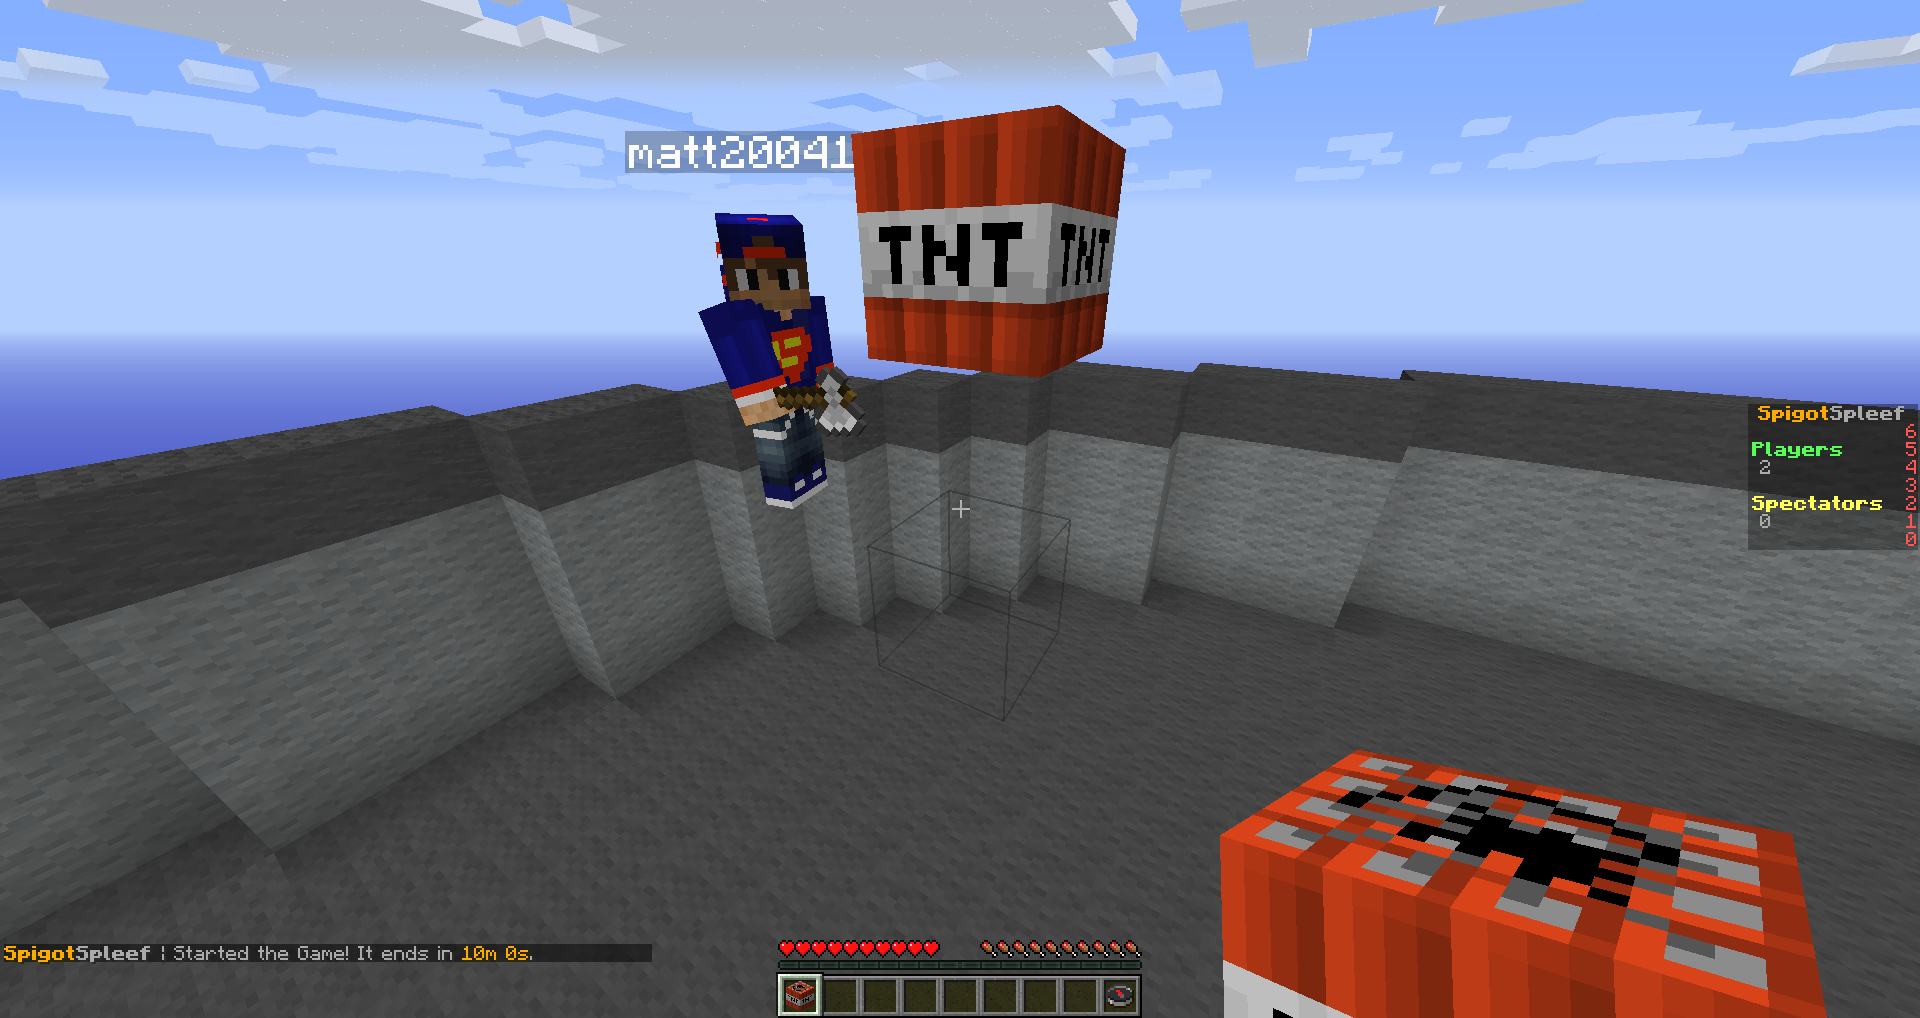 matt20041
TNT
TNT
SpigotSpleef
6
Players 5
2 4
3
Spectators 2
0 1
0
SpigotSpleef | Started the Game! It ends in 10m 0s.